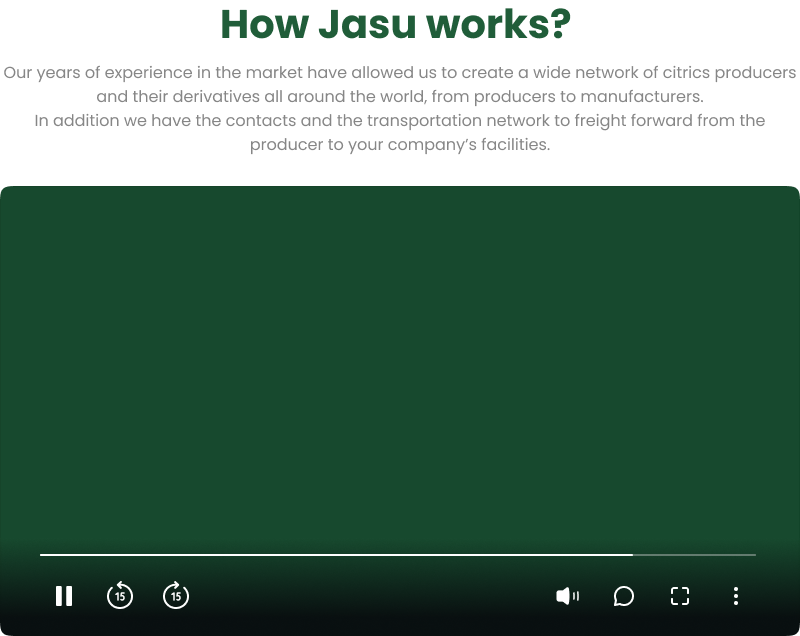 How Jasu works?
Our years of experience in the market have allowed us to create a wide network of citrics producers
and their derivatives all around the world, from producers to manufacturers.
In addition we have the contacts and the transportation network to freight forward from the
producer to your company’s facilities.
15 15